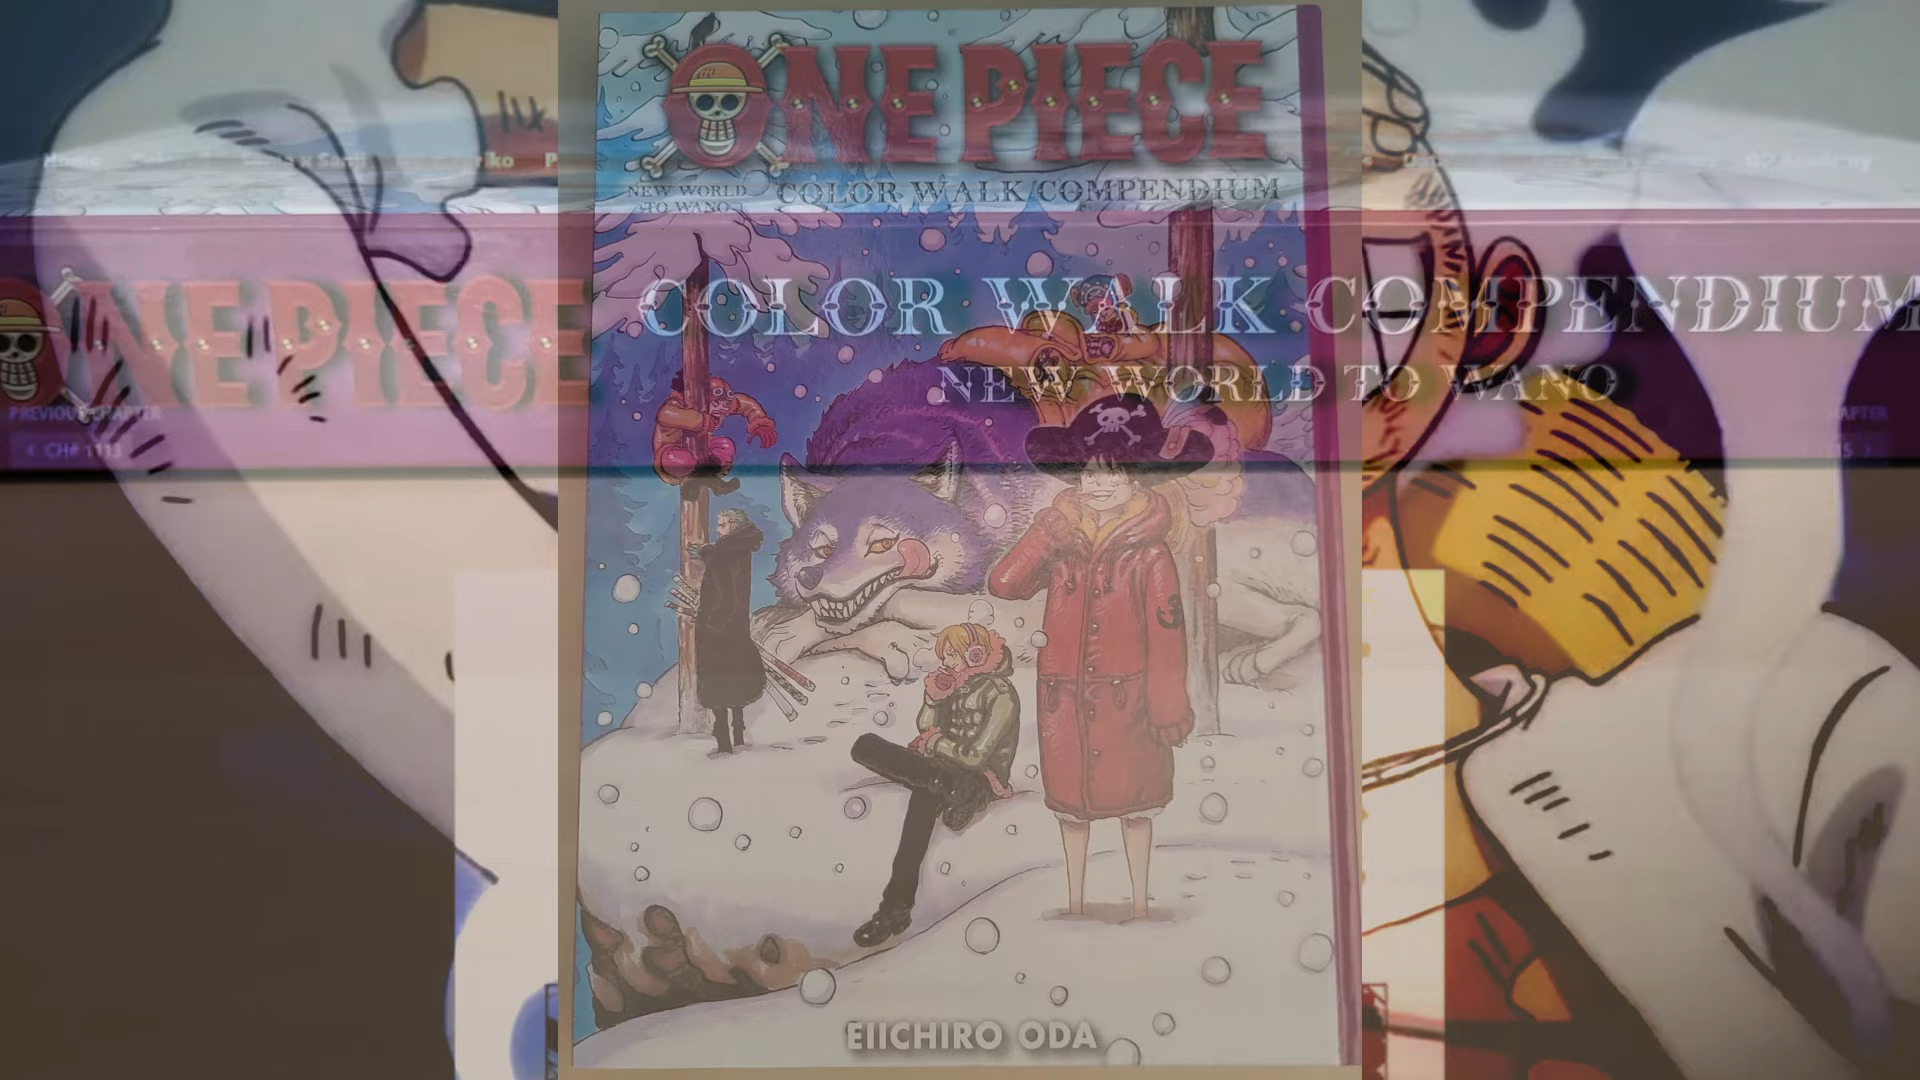 ONE PIECE
NEW WORLD
TO WANO
COLOR WALK COMPENDIUM
Home
ONE PIECE
COLOR WALK COMPENDIUM
NEW WORLD TO WANO
PREVIOUS CHAPTER
CH# 1113
EIICHIRO ODA